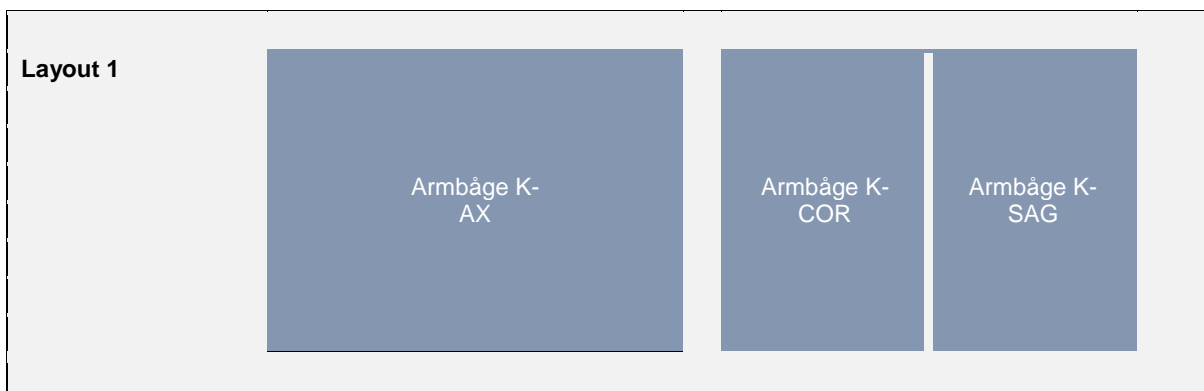 Layout 1
Armbåge K-
AX
Armbåge K-
COR
Armbåge K-
SAG